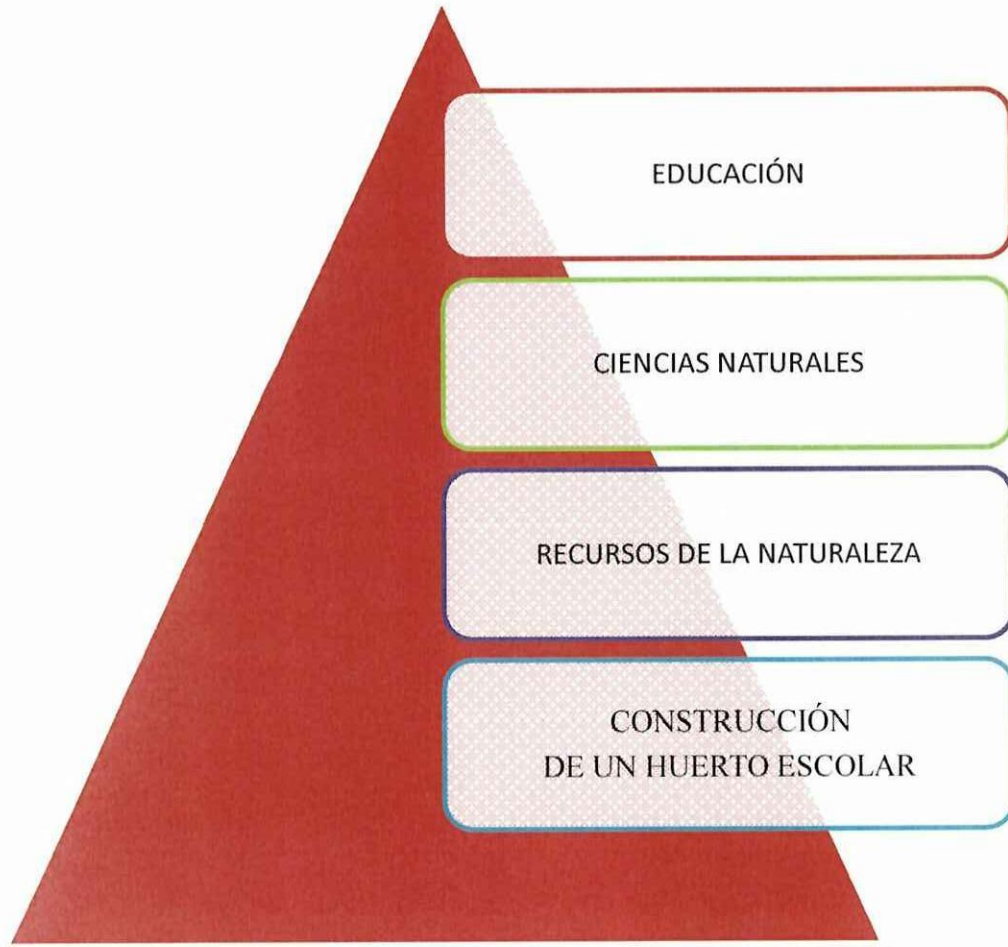 EDUCACIÓN
CIENCIAS NATURALES
RECURSOS DE LA NATURALEZA
CONSTRUCCIÓN
DE UN HUERTO ESCOLAR